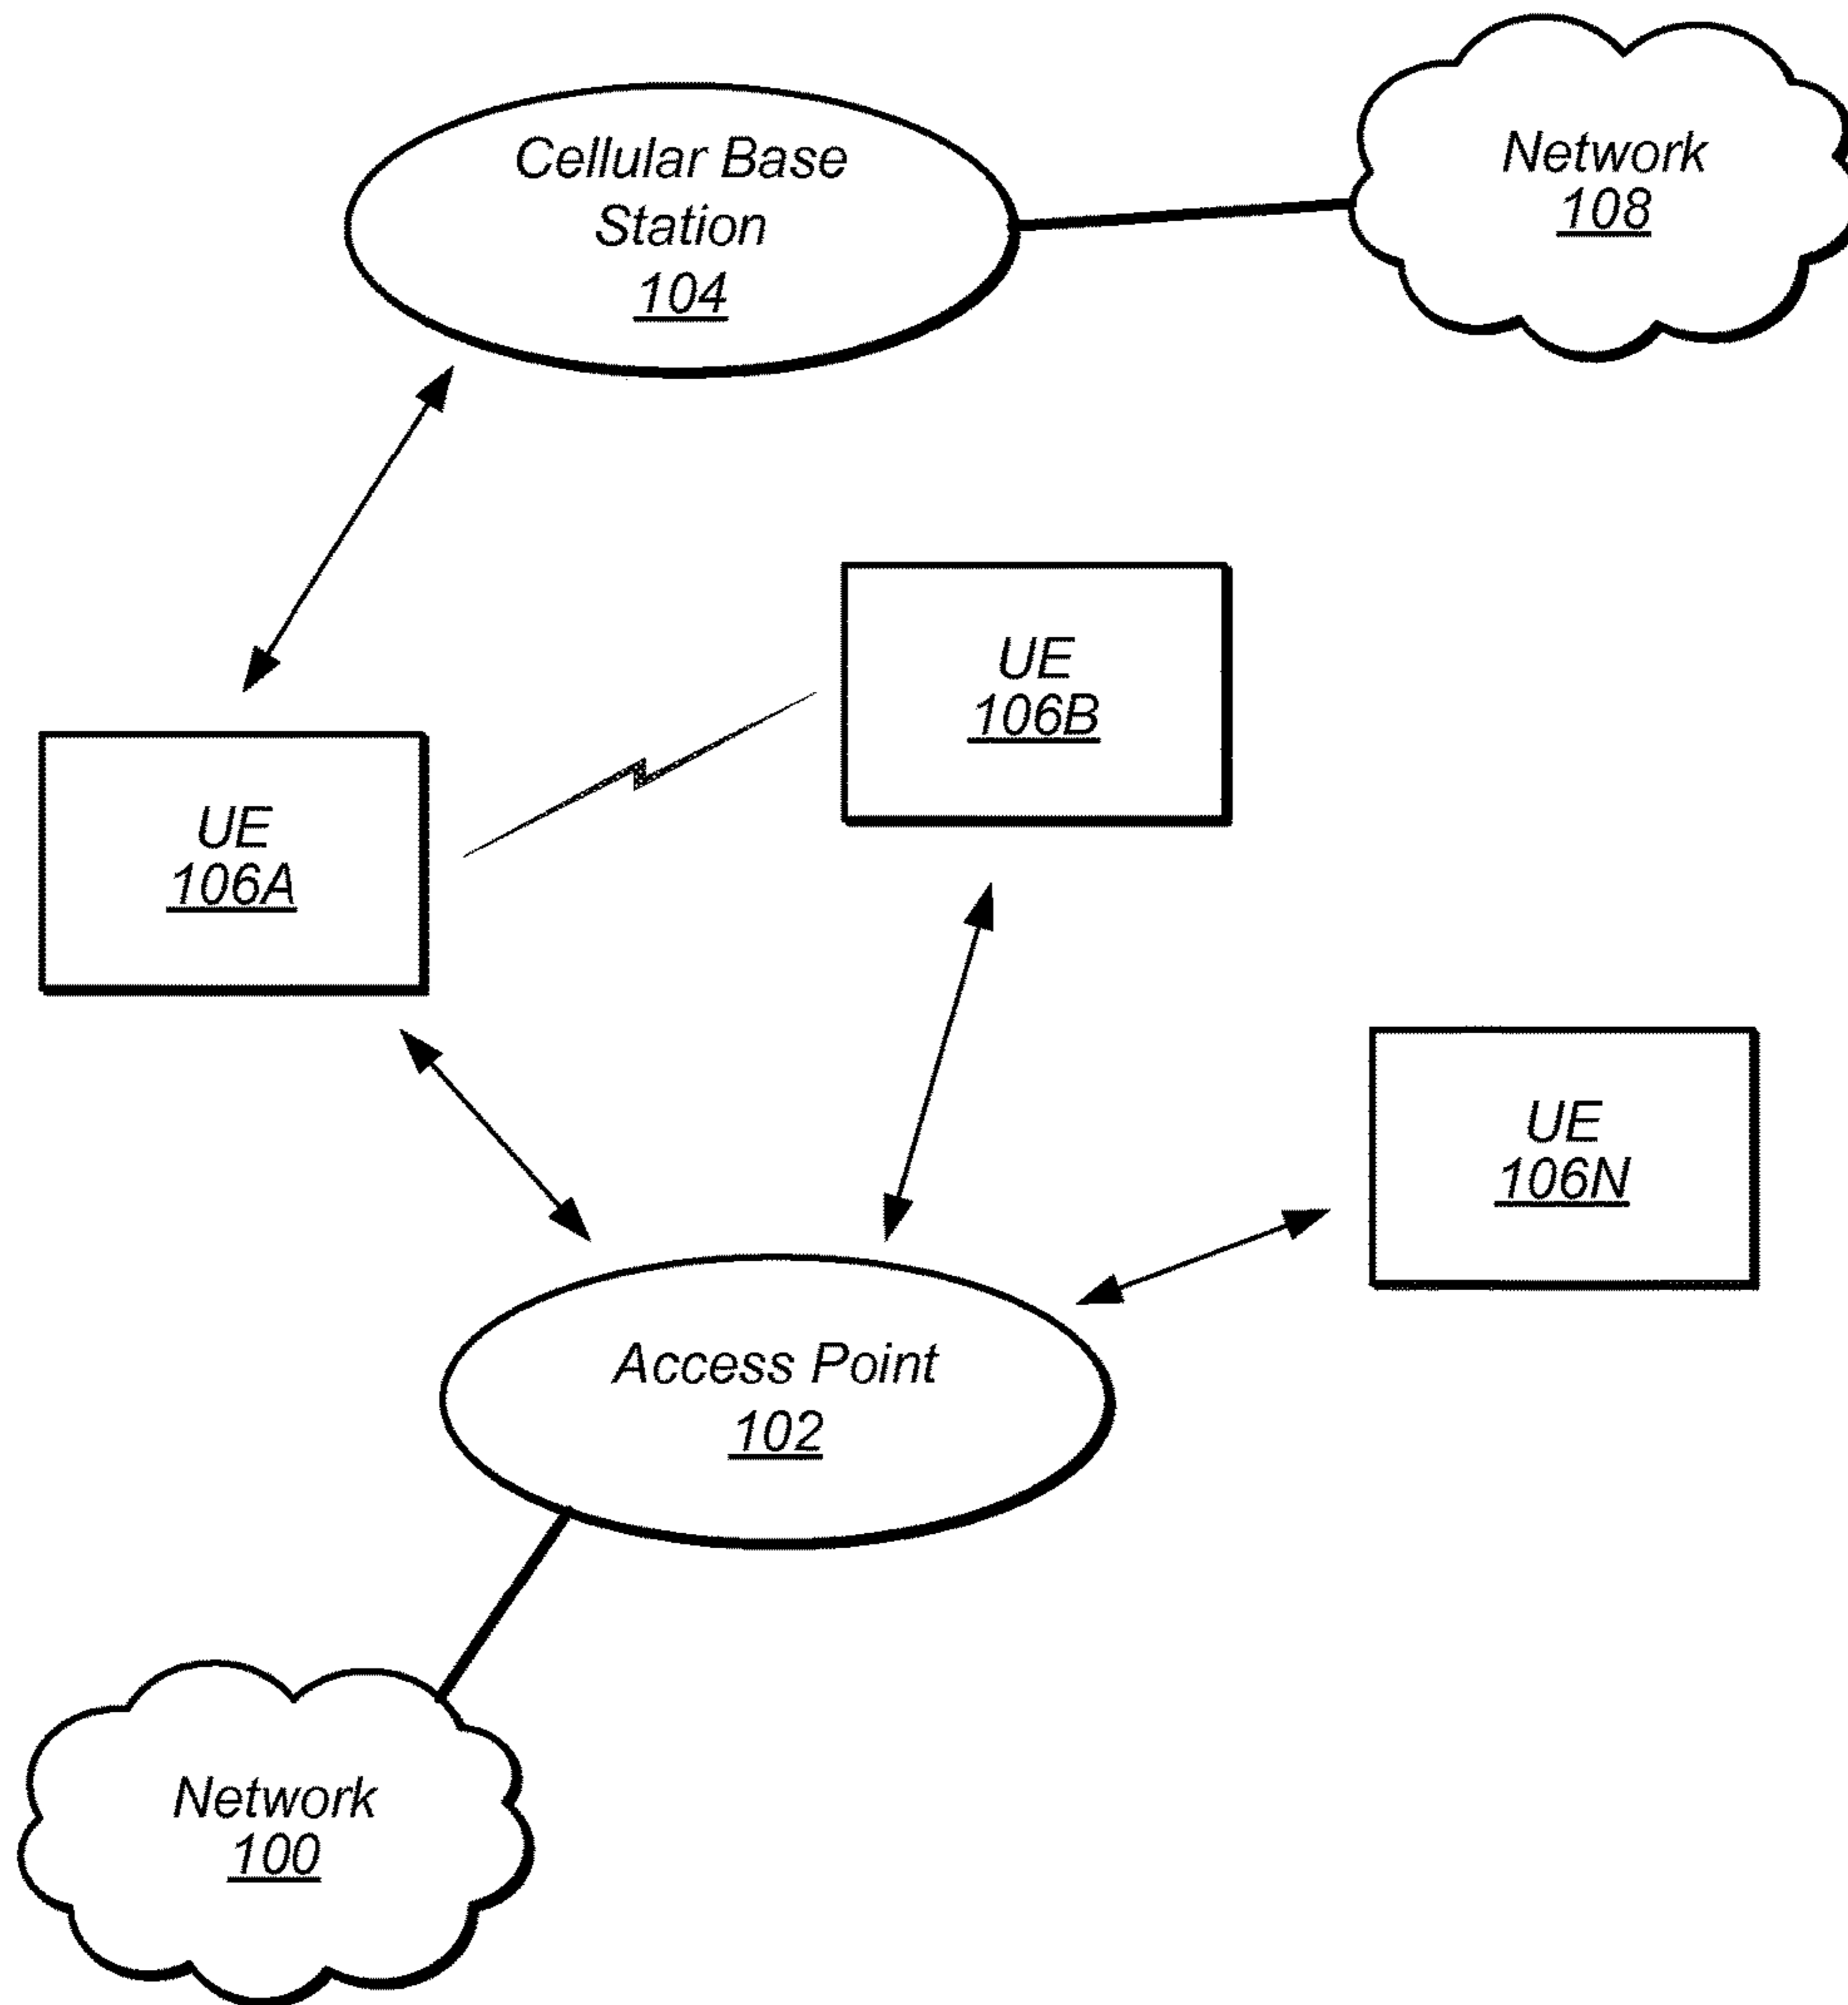 Cellular Base
Station
104
Network
108
UE
106B
UE
106A
UE
106N
Access Point
102
Network
100